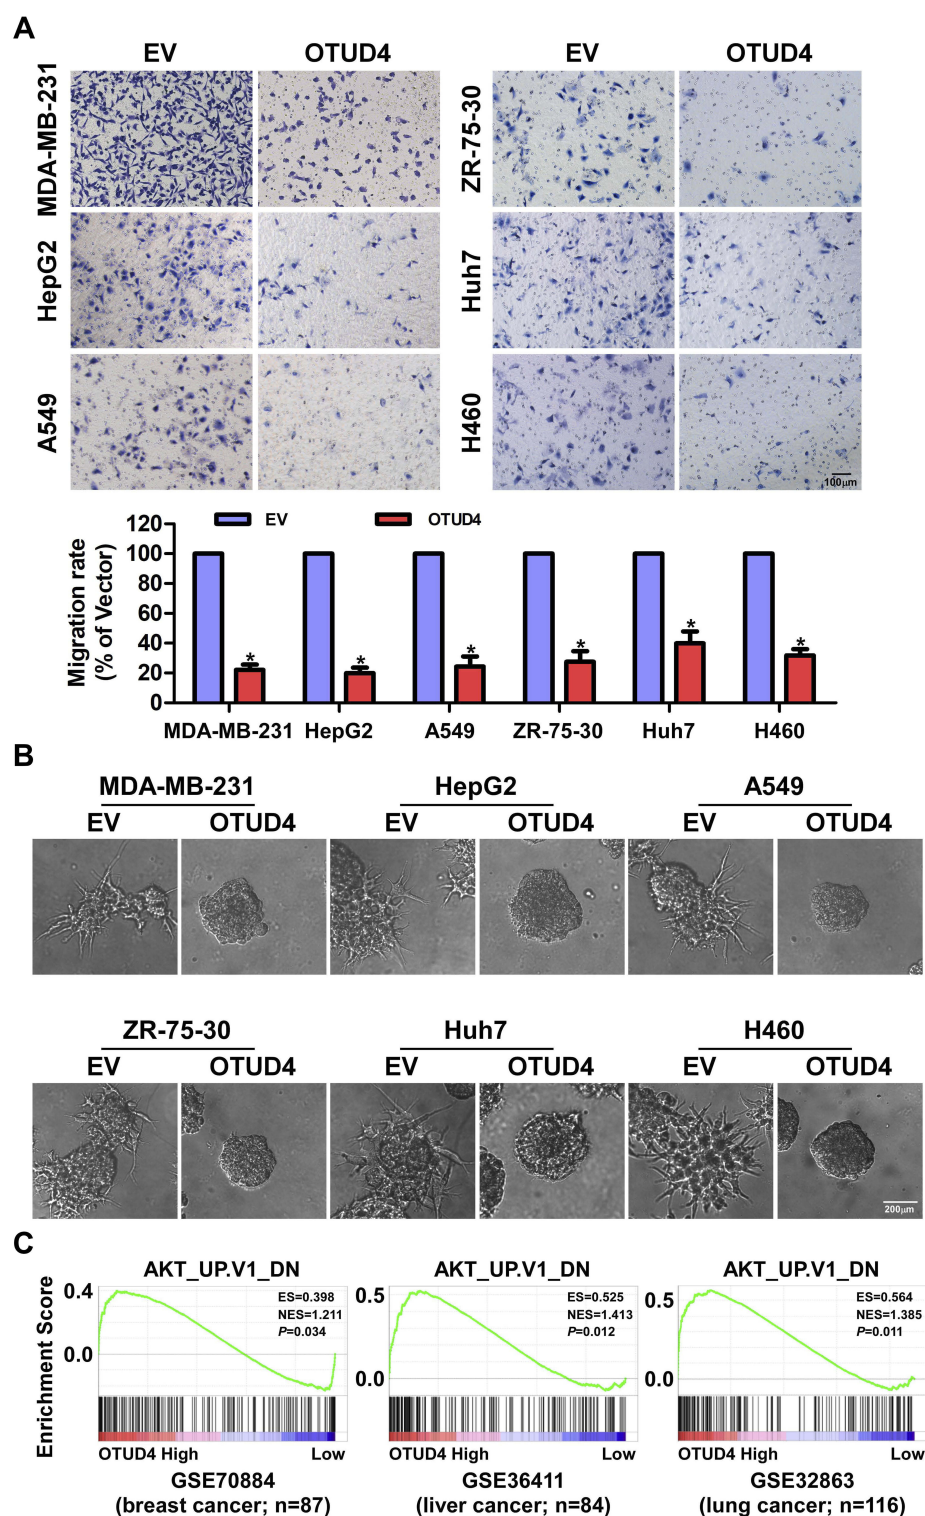 A
EV OTUD4 EV OTUD4
MDA-MB-231 ZR-75-30
HepG2 Huh7
A549 H460
100μm
EV OTUD4
Migration rate
(% of Vector)
120
100
80
60
40
20
0
* * * * * *
MDA-MB-231 HepG2 A549 ZR-75-30 Huh7 H460
B
MDA-MB-231 HepG2 A549
EV OTUD4 EV OTUD4 EV OTUD4
ZR-75-30 Huh7 H460
EV OTUD4 EV OTUD4 EV OTUD4
200μm
C
AKT_UP.V1_DN AKT_UP.V1_DN AKT_UP.V1_DN
Enrichment Score
0.4 ES=0.398 0.5 ES=0.525 0.5 ES=0.564
NES=1.211 NES=1.413 NES=1.385
P=0.034 P=0.012 P=0.011
0.0 0.0 0.0
OTUD4 High Low OTUD4 High Low OTUD4 High Low
GSE70884 GSE36411 GSE32863
(breast cancer; n=87) (liver cancer; n=84) (lung cancer; n=116)